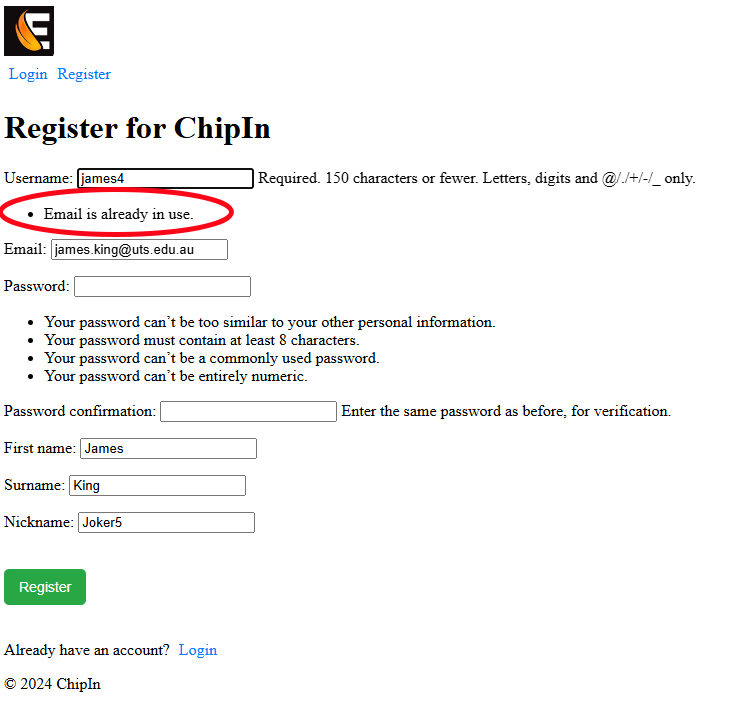 Login Register
Register for ChipIn
Username: james4 Required. 150 characters or fewer. Letters, digits and @/./+/-/_ only.
• Email is already in use.
Email: james.king@uts.edu.au
Password:
• Your password can’t be too similar to your other personal information.
• Your password must contain at least 8 characters.
• Your password can’t be a commonly used password.
• Your password can’t be entirely numeric.
Password confirmation: Enter the same password as before, for verification.
First name: James
Surname: King
Nickname: Joker5
Register
Already have an account? Login
© 2024 ChipIn